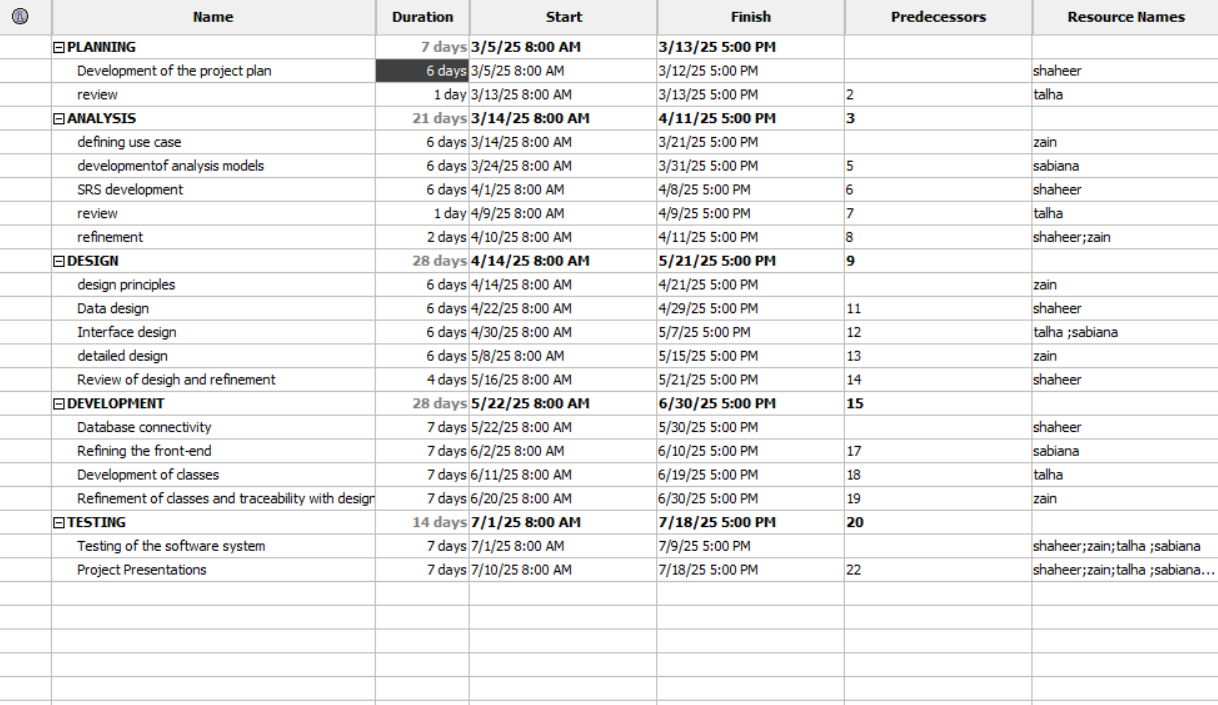 Name Duration Start Finish Predecessors Resource Names
PLANNING 7 days 3/5/25 8:00 AM 3/13/25 5:00 PM
Development of the project plan 6 days 3/5/25 8:00 AM 3/12/25 5:00 PM shaheer
review 1 day 3/13/25 8:00 AM 3/13/25 5:00 PM 2 talha
ANALYSIS 21 days 3/14/25 8:00 AM 4/11/25 5:00 PM 3
defining use case 6 days 3/14/25 8:00 AM 3/21/25 5:00 PM zain
developmentof analysis models 6 days 3/24/25 8:00 AM 3/31/25 5:00 PM 5 sabiana
SRS development 6 days 4/1/25 8:00 AM 4/8/25 5:00 PM 6 shaheer
review 1 day 4/9/25 8:00 AM 4/9/25 5:00 PM 7 talha
refinement 2 days 4/10/25 8:00 AM 4/11/25 5:00 PM 8 shaheer;zain
DESIGN 28 days 4/14/25 8:00 AM 5/21/25 5:00 PM 9
design principles 6 days 4/14/25 8:00 AM 4/21/25 5:00 PM zain
Data design 6 days 4/22/25 8:00 AM 4/29/25 5:00 PM 11 shaheer
Interface design 6 days 4/30/25 8:00 AM 5/7/25 5:00 PM 12 talha ;sabiana
detailed design 6 days 5/8/25 8:00 AM 5/15/25 5:00 PM 13 zain
Review of desigh and refinement 4 days 5/16/25 8:00 AM 5/21/25 5:00 PM 14 shaheer
DEVELOPMENT 28 days 5/22/25 8:00 AM 6/30/25 5:00 PM 15
Database connectivity 7 days 5/22/25 8:00 AM 5/30/25 5:00 PM shaheer
Refining the front-end 7 days 6/2/25 8:00 AM 6/10/25 5:00 PM 17 sabiana
Development of classes 7 days 6/11/25 8:00 AM 6/19/25 5:00 PM 18 talha
Refinement of classes and traceability with design 7 days 6/20/25 8:00 AM 6/30/25 5:00 PM 19 zain
TESTING 14 days 7/1/25 8:00 AM 7/18/25 5:00 PM 20
Testing of the software system 7 days 7/1/25 8:00 AM 7/9/25 5:00 PM shaheer;zain;talha ;sabiana
Project Presentations 7 days 7/10/25 8:00 AM 7/18/25 5:00 PM 22 shaheer;zain;talha ;sabiana...